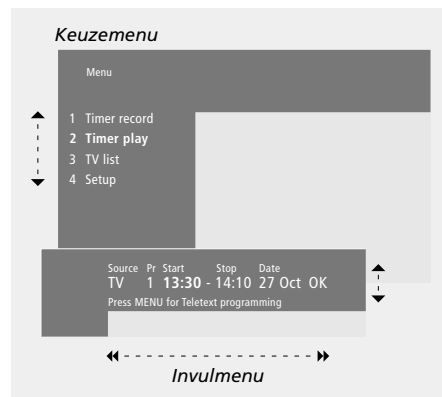 Keuzemenu
Menu
1 Timer record
2 Timer play
3 TV list
4 Setup
Source Pr Start Stop Date
TV 1 13:30 - 14:10 27 Oct OK
Press MENU for Teletext programming
Invulmenu